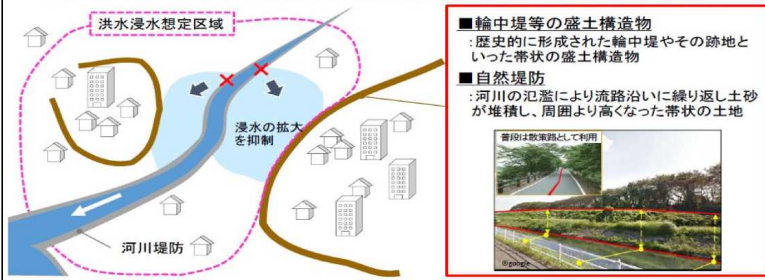 洪水浸水想定区域
浸水の拡大
を抑制
河川堤防
■輪中堤等の盛土構造物
：歴史的に形成された輪中堤やその跡地と
いった帯状の盛土構造物
■自然堤防
：河川の氾濫により流路沿いに繰り返し土砂
が堆積し、周囲より高くなった帯状の土地
普段は散策路として利用
©google